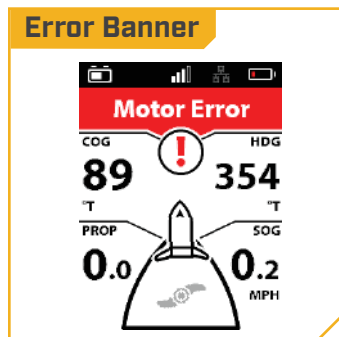 Error Banner
Motor Error
COG HDG
! 
89 354
°T °T
PROP SOG
0.0 0.2
MPH